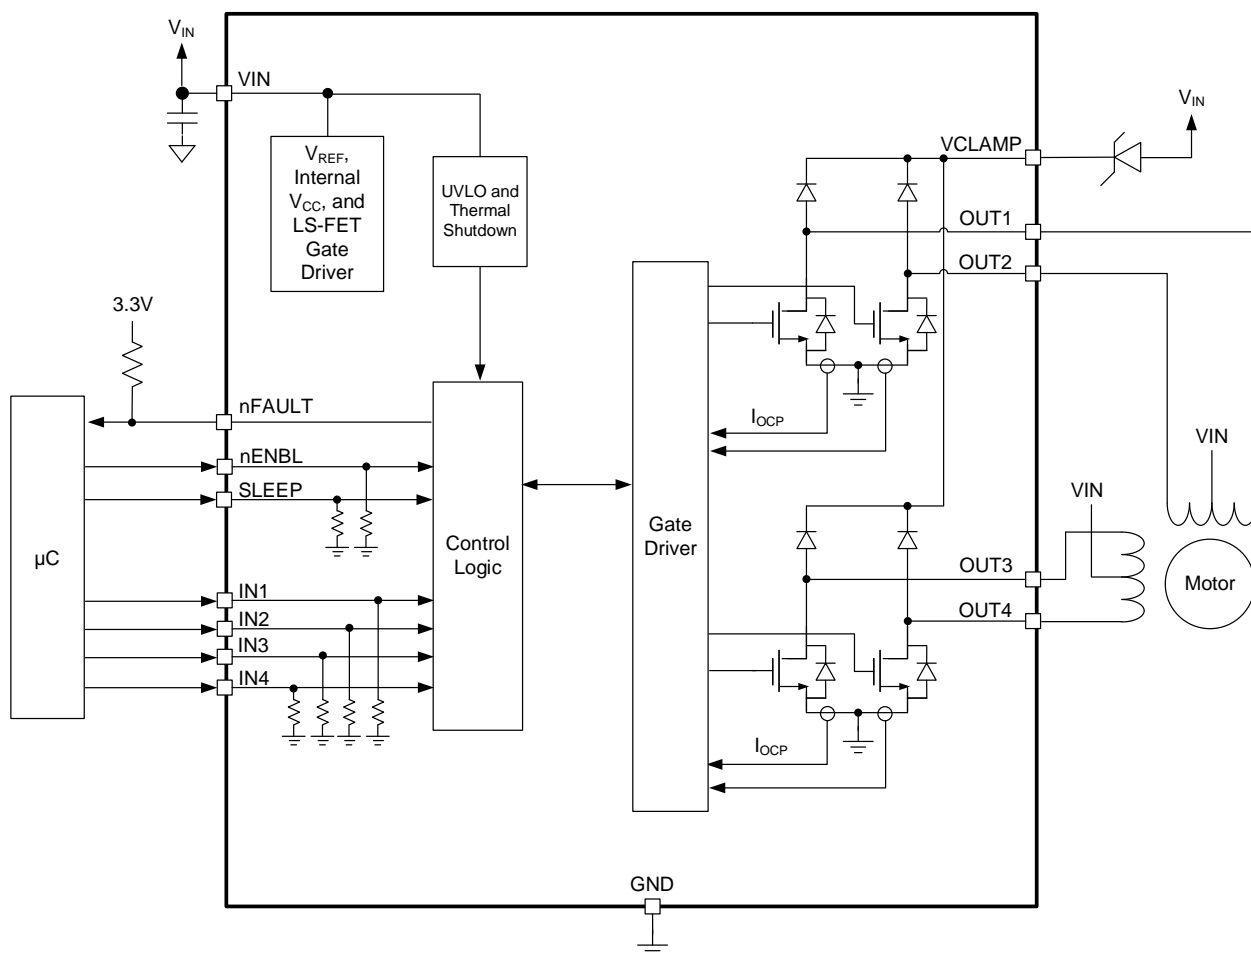 VIN
VIN
VREF,
Internal
VCC, and
LS-FET
Gate
Driver
UVLO and
Thermal
Shutdown
VCLAMP
VIN
OUT1
OUT2
3.3V
nFAULT
nENBL
SLEEP
IOCP
µC
Control
Logic
Gate
Driver
VIN
VIN
Motor
OUT3
OUT4
IN1
IN2
IN3
IN4
IOCP
GND